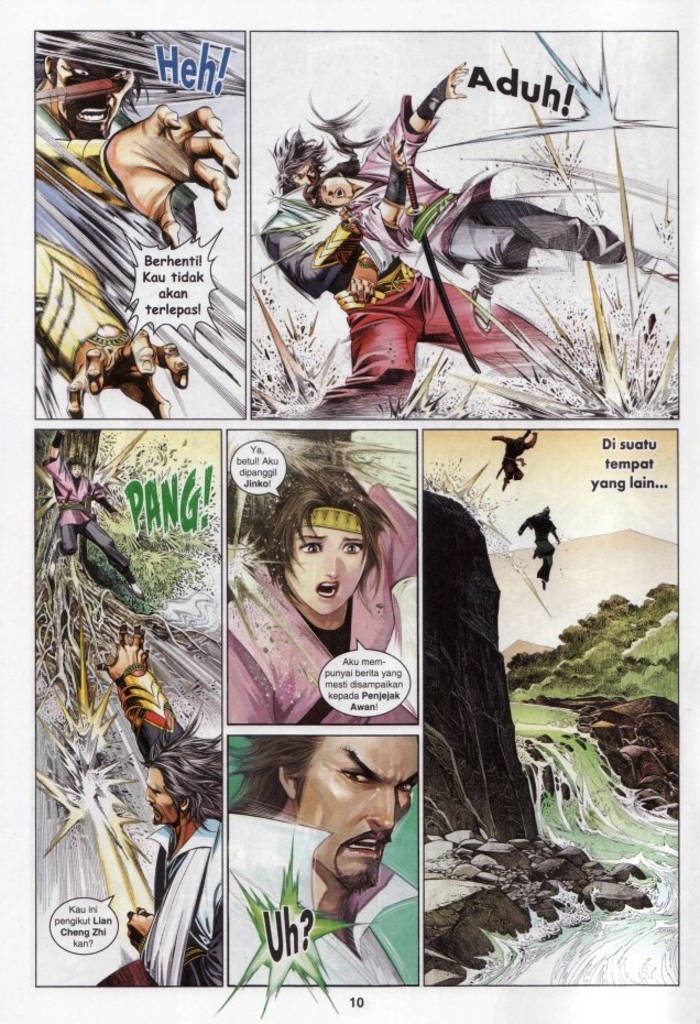 Heh!
Berhenti!
Kau tidak
akan
terlepas!
Aduh!
PANG!
Kau ini
pengikut Lian
Cheng Zhi
kan?
Ya,
betul! Aku
dipanggil
Jinko!
Aku mem-
punyai berita yang
mesti disampaikan
kepada Penjejak
Awan!
Uh?
Di suatu
tempat
yang lain...
10